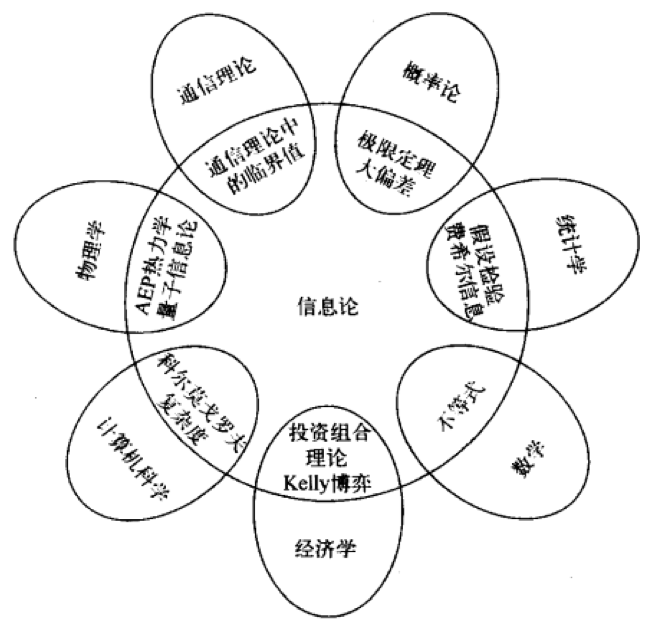 通信理论
通信理论中
的临界值
概率论
极限定理
大偏差
统计学
假设检验
费希尔信息
数学
不等式
经济学
投资组合
理论
Kelly博弈
计算机科学
科尔莫戈罗夫
复杂度
物理学
AEP热力学
量子信息论
信息论